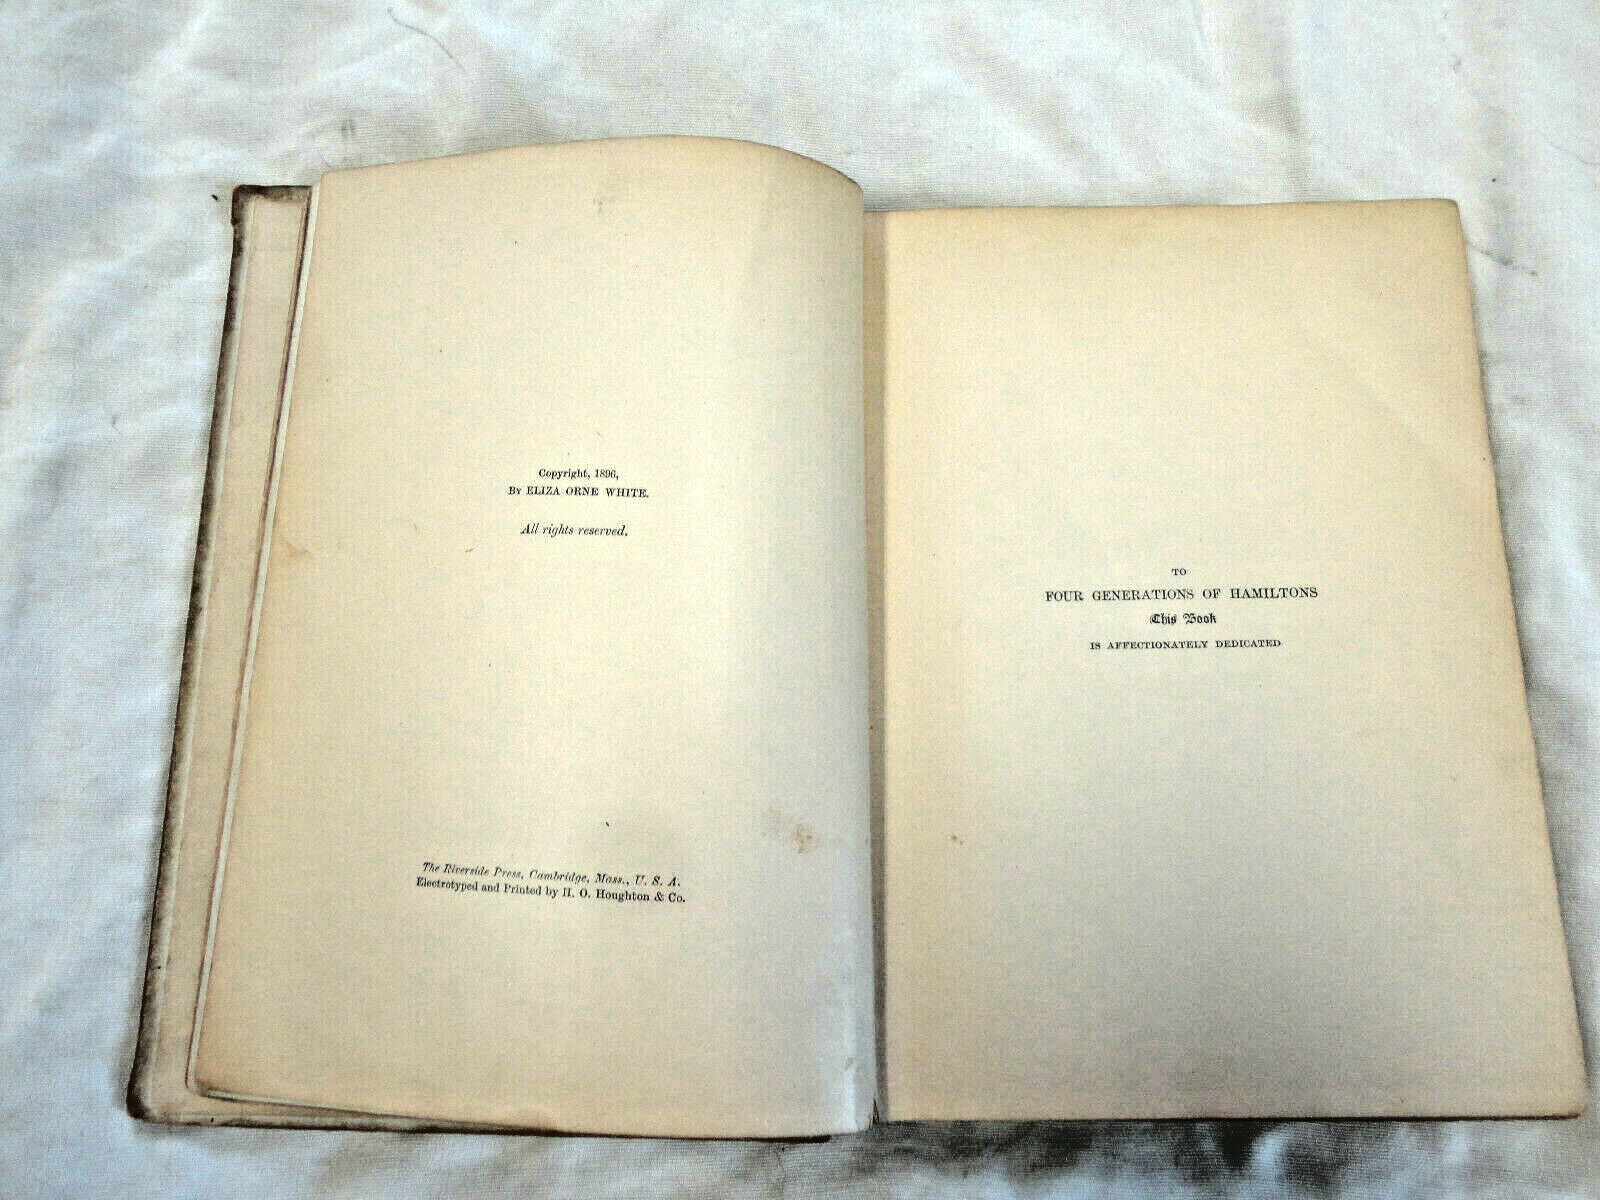 Copyright, 1896,
By ELIZA ORNE WHITE.
All rights reserved.
The Riverside Press, Cambridge, Mass., U. S. A.
Electrotyped and Printed by H. O. Houghton & Co.
TO
FOUR GENERATIONS OF HAMILTONS
This Book
IS AFFECTIONATELY DEDICATED